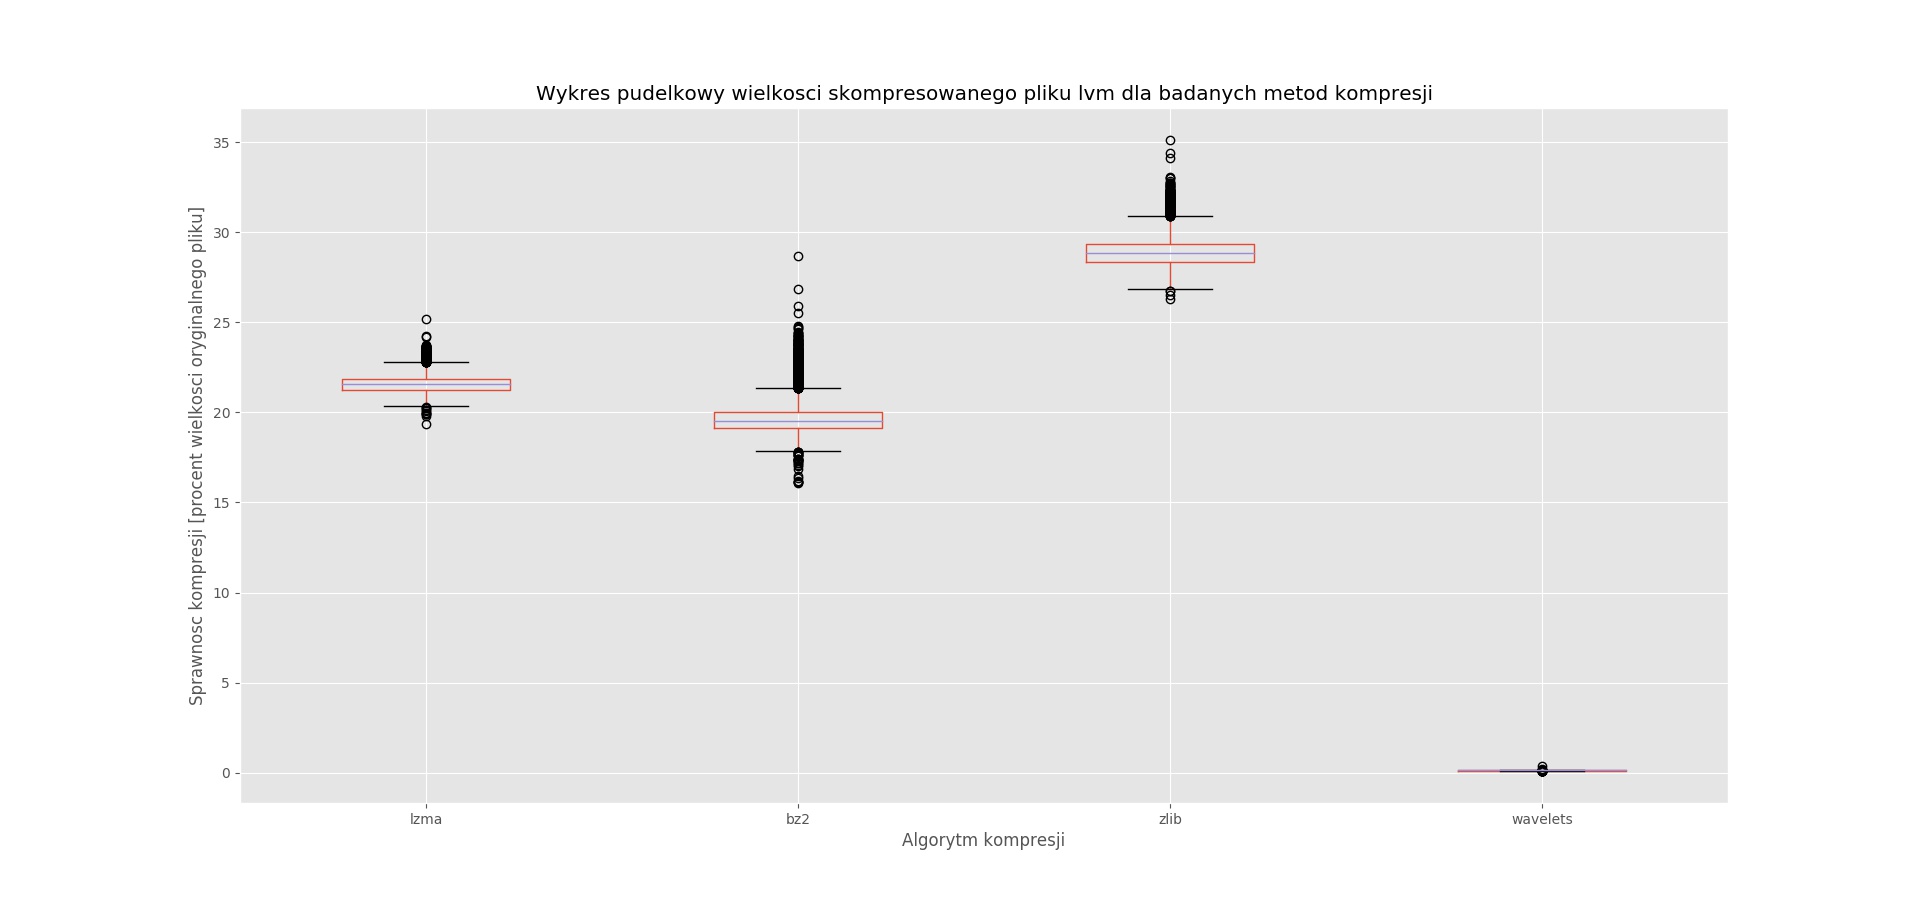 Wykres pudelkowy wielkosci skompresowanego pliku lvm dla badanych metod kompresji
Sprawnosc kompresji [procent wielkosci oryginalnego pliku]
35
30
25
20
15
10
5
0
lzma bz2 zlib wavelets
Algorytm kompresji